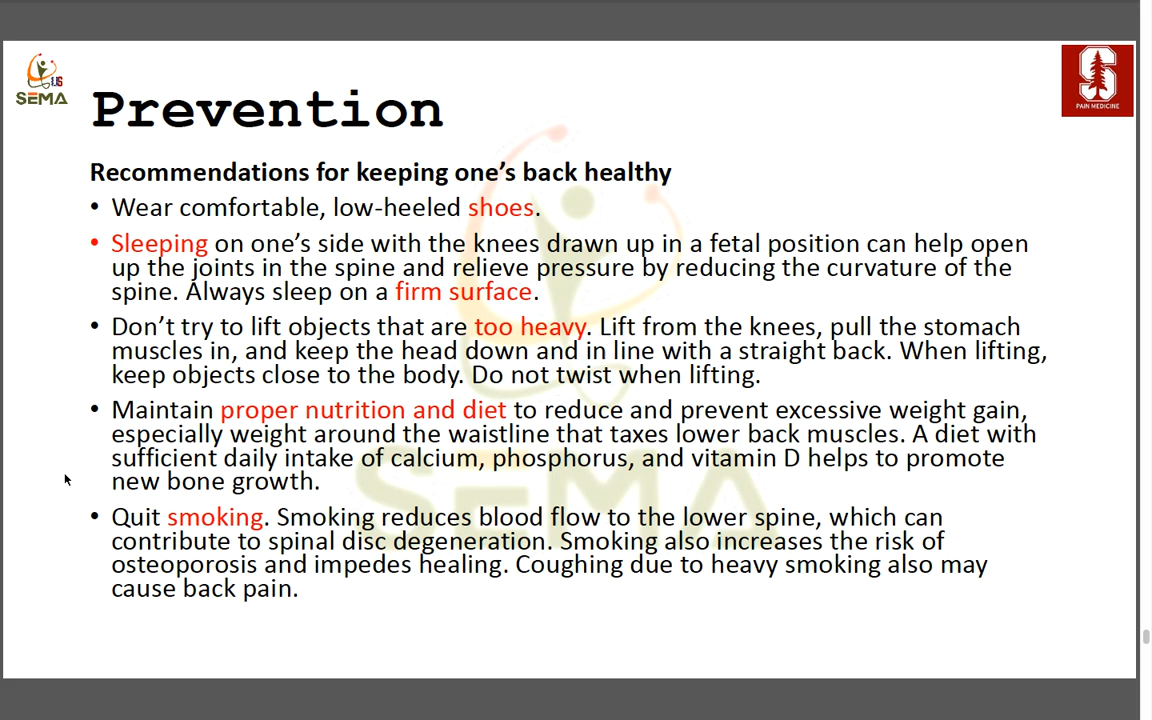 US
SEMA
PAIN MEDICINE
Prevention
Recommendations for keeping one’s back healthy
• Wear comfortable, low-heeled shoes.
• Sleeping on one’s side with the knees drawn up in a fetal position can help open
up the joints in the spine and relieve pressure by reducing the curvature of the
spine. Always sleep on a firm surface.
• Don’t try to lift objects that are too heavy. Lift from the knees, pull the stomach
muscles in, and keep the head down and in line with a straight back. When lifting,
keep objects close to the body. Do not twist when lifting.
• Maintain proper nutrition and diet to reduce and prevent excessive weight gain,
especially weight around the waistline that taxes lower back muscles. A diet with
sufficient daily intake of calcium, phosphorus, and vitamin D helps to promote
new bone growth.
• Quit smoking. Smoking reduces blood flow to the lower spine, which can
contribute to spinal disc degeneration. Smoking also increases the risk of
osteoporosis and impedes healing. Coughing due to heavy smoking also may
cause back pain.
SEMA